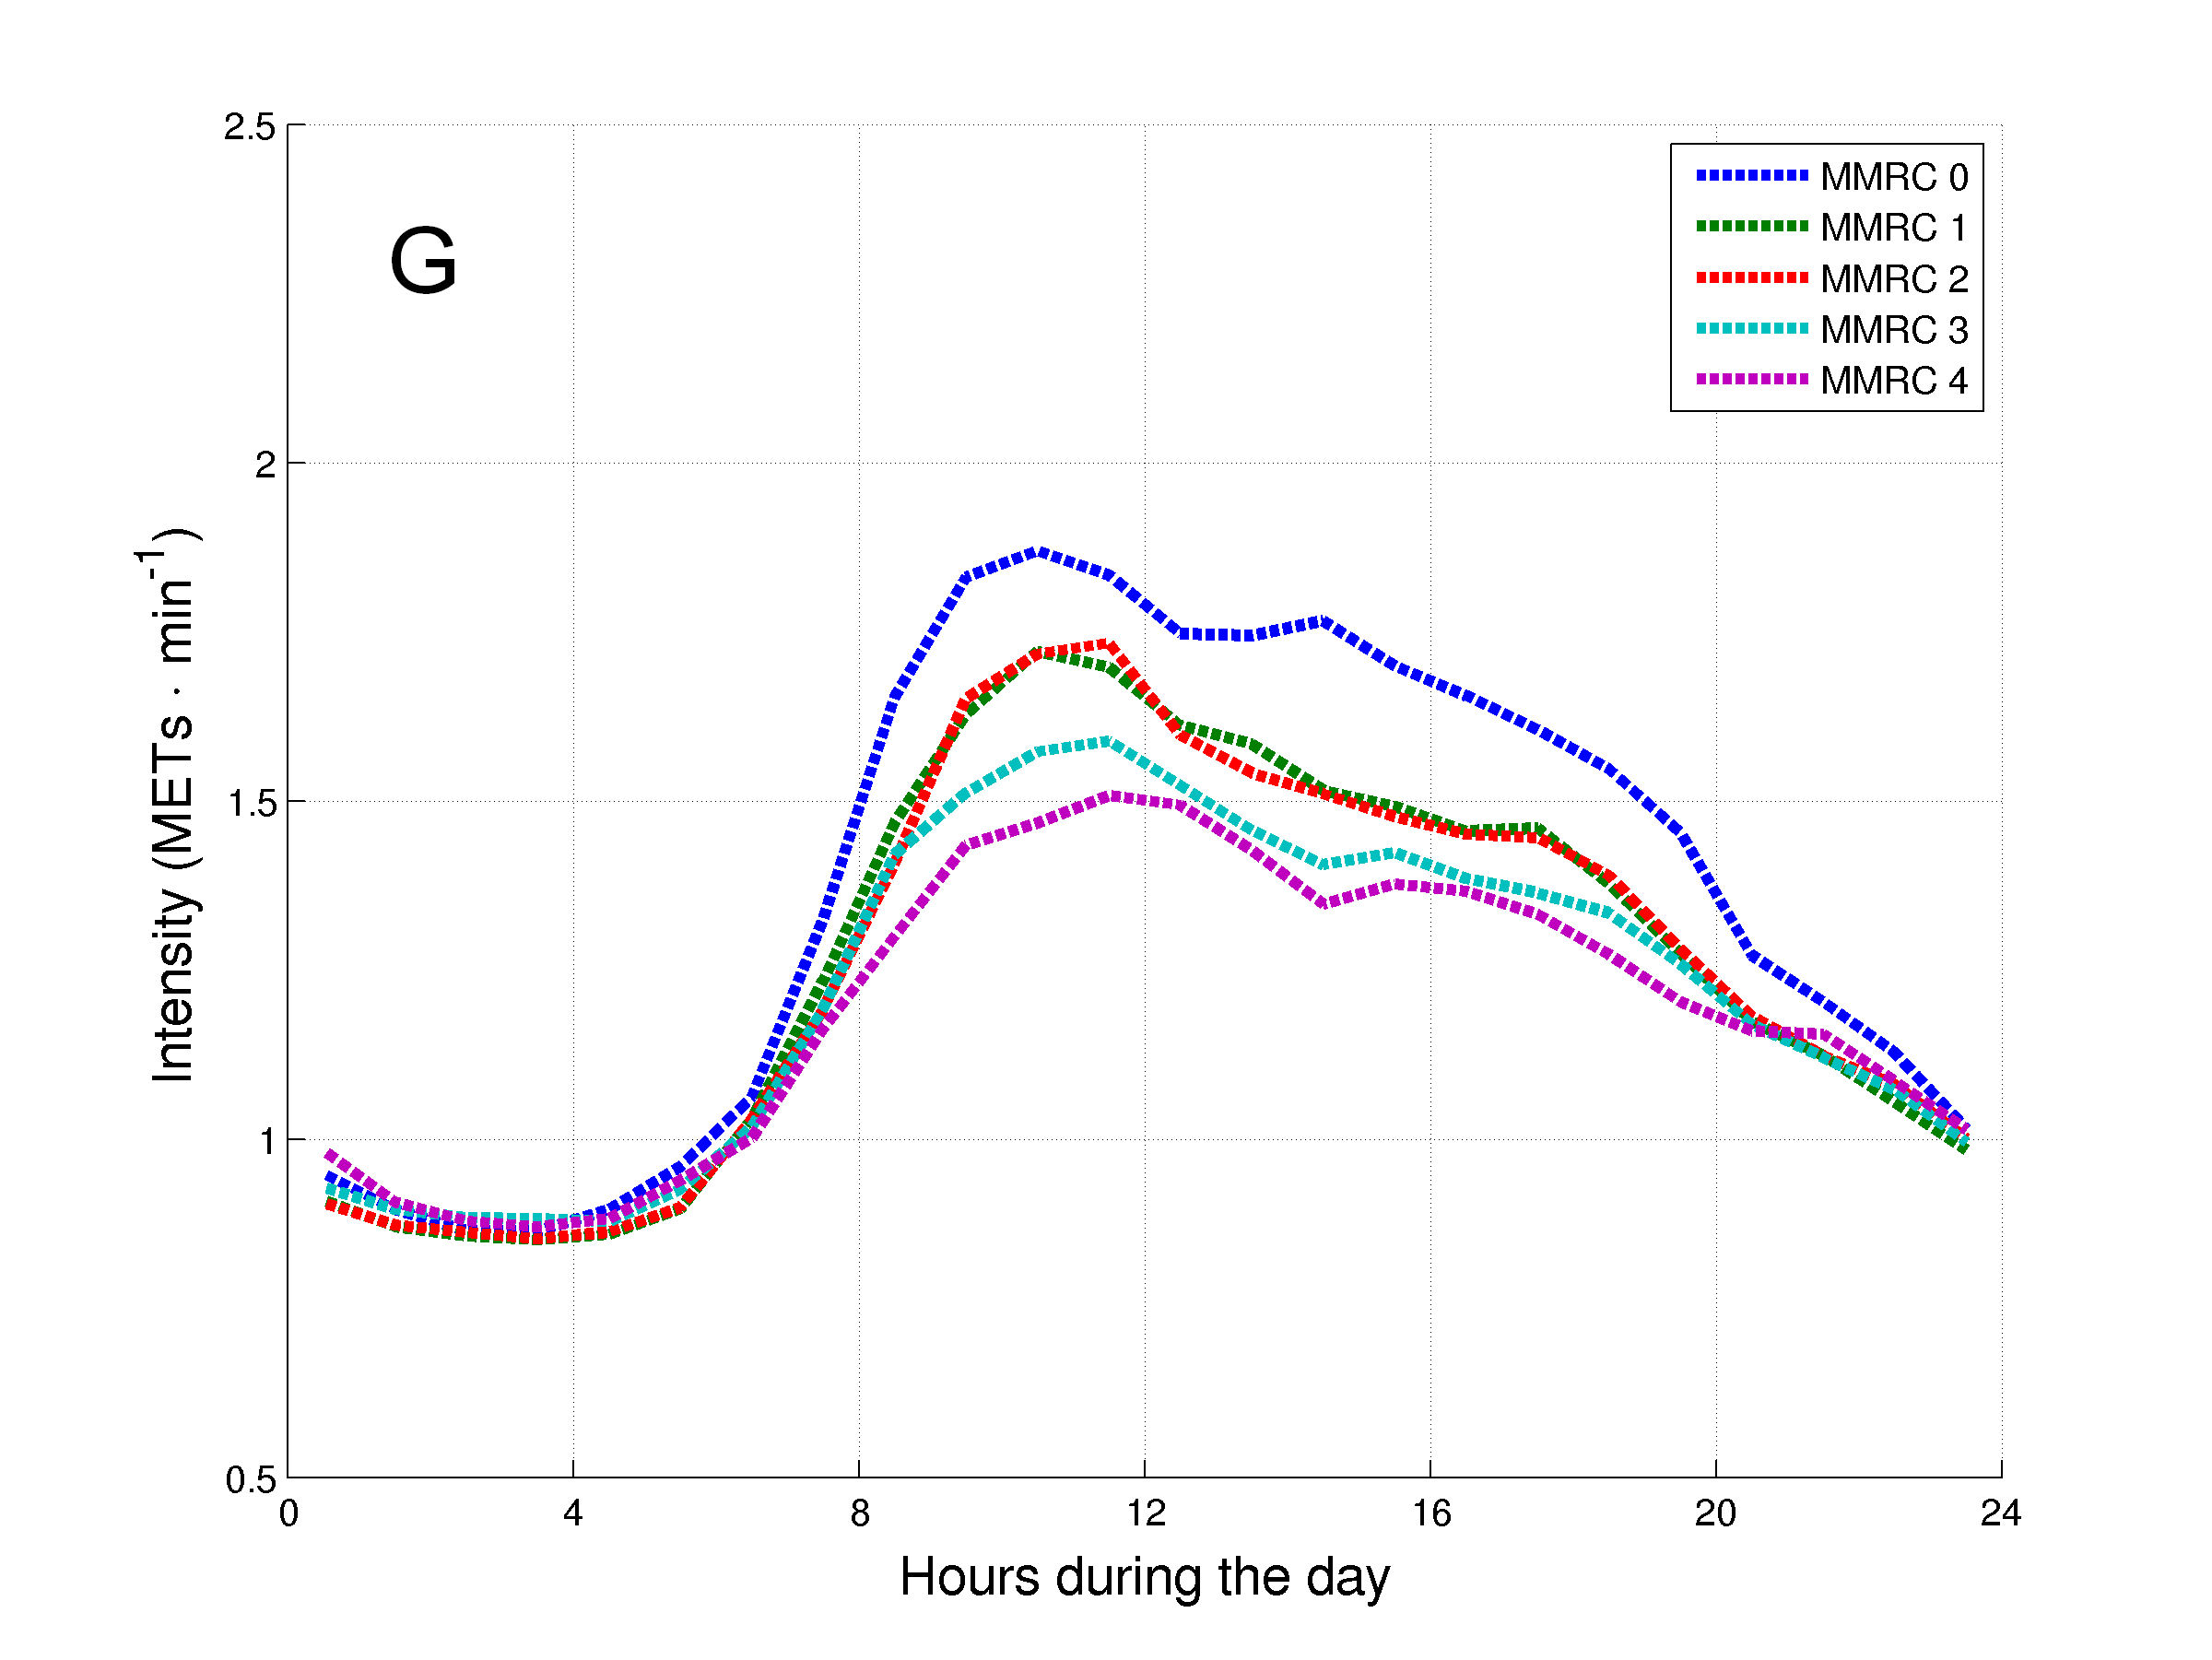 G
MMRC 0
MMRC 1
MMRC 2
MMRC 3
MMRC 4
2.5
2
1.5
1
0.5
Intensity (METs · min⁻¹)
0 4 8 12 16 20 24
Hours during the day